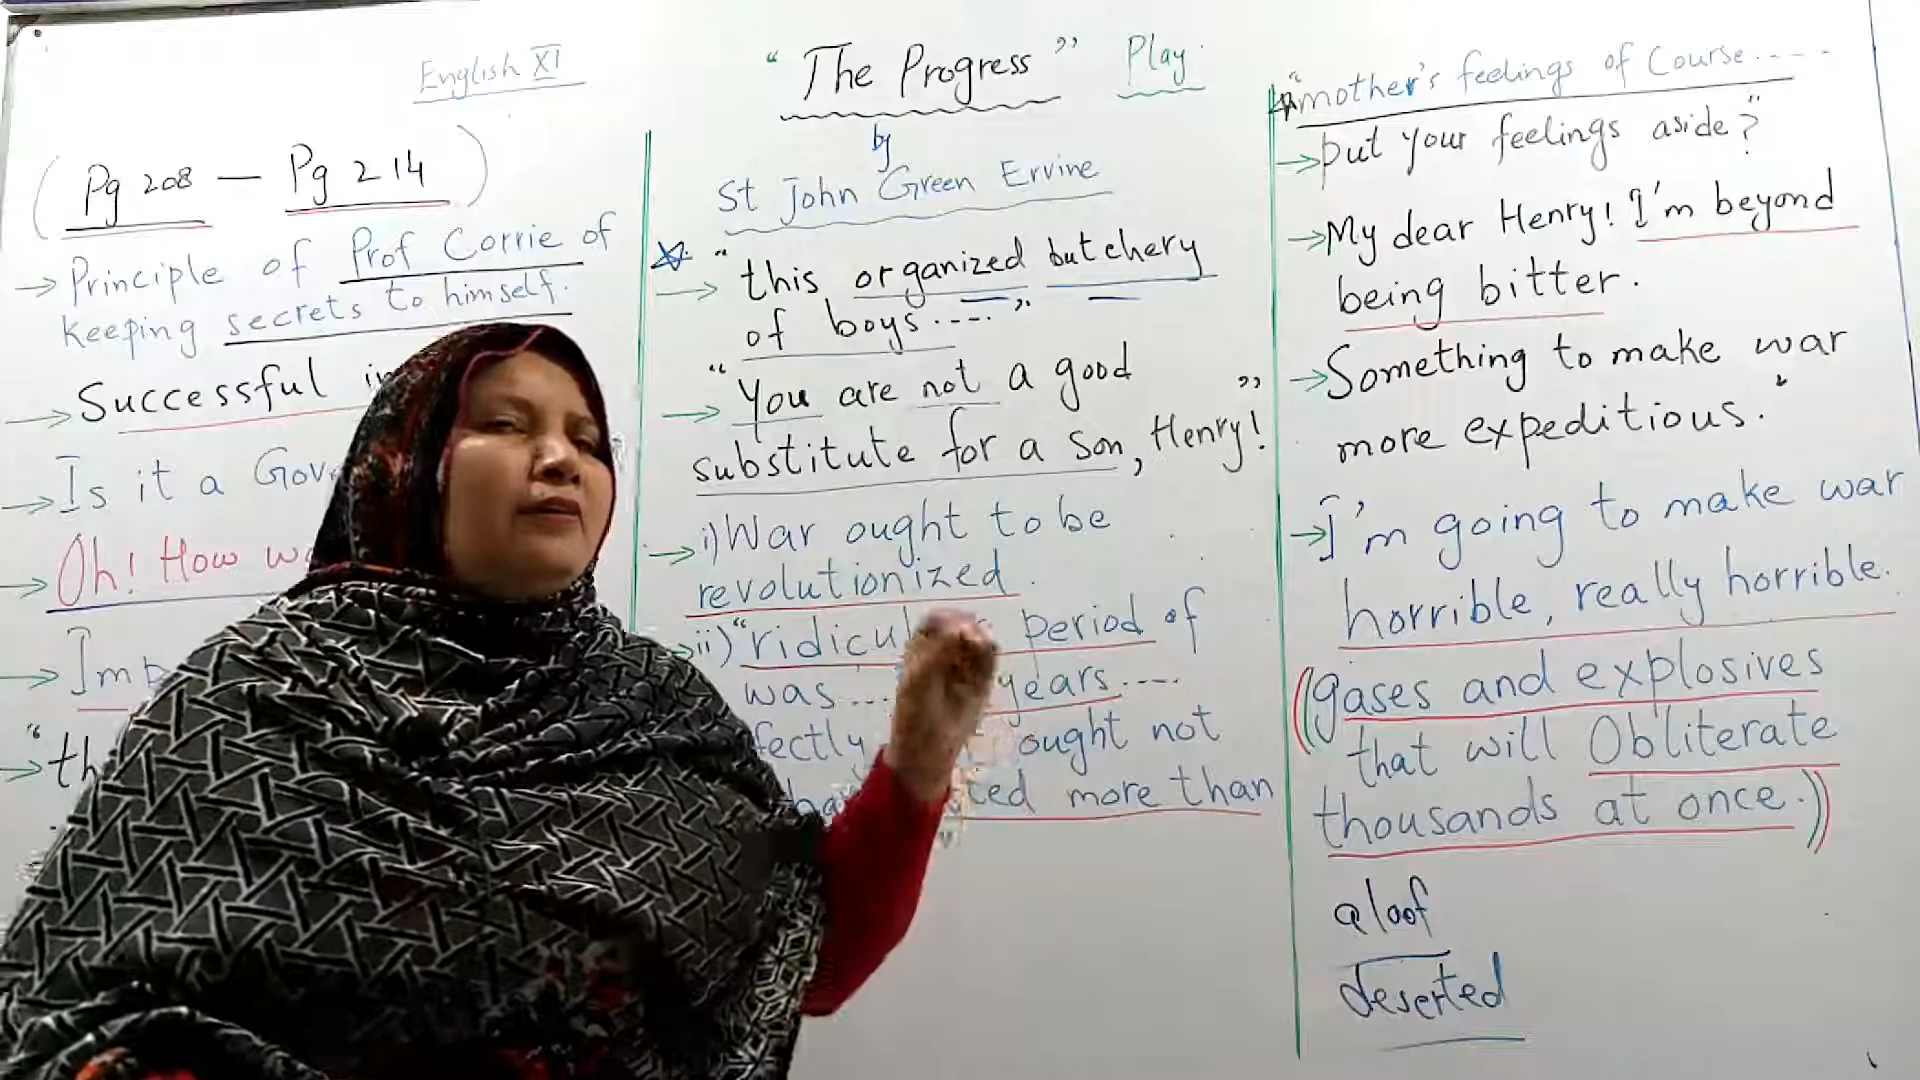 English XI
"The Progress" Play
by
St John Green Ervine
(Pg 208 — Pg 214)
→ Principle of Prof Corrie of
keeping secrets to himself.
→ Successful
→ Is it a
→ Oh! How
→
→ "
"this organized butchery
of boys....."
"You are not a good
substitute for a son, Henry!"
→ i) War ought to be
revolutionized.
ii) " period of
was.... years....
ought not
more than
"mother's feelings of Course.....
→ put your feelings aside?"
→ My dear Henry! I'm beyond
being bitter.
→ Something to make war
more expeditious.
→ I'm going to make war
horrible, really horrible.
(gases and explosives
that will Obliterate
thousands at once.)
aloof
deserted